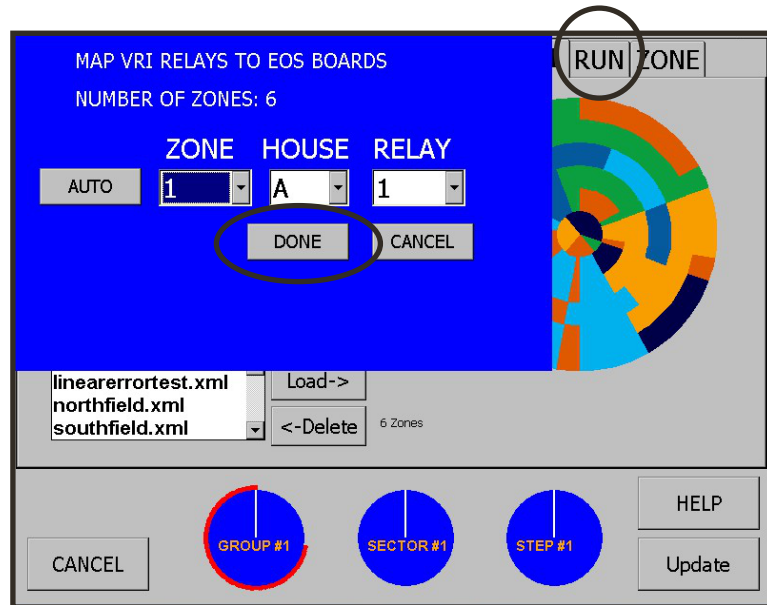 MAP VRI RELAYS TO EOS BOARDS
RUN ZONE
NUMBER OF ZONES: 6
ZONE HOUSE RELAY
AUTO 1 A 1
DONE CANCEL
linearerrortest.xml Load->
northfield.xml
southfield.xml <-Delete 6 Zones
HELP
GROUP #1 SECTOR #1 STEP #1
CANCEL Update